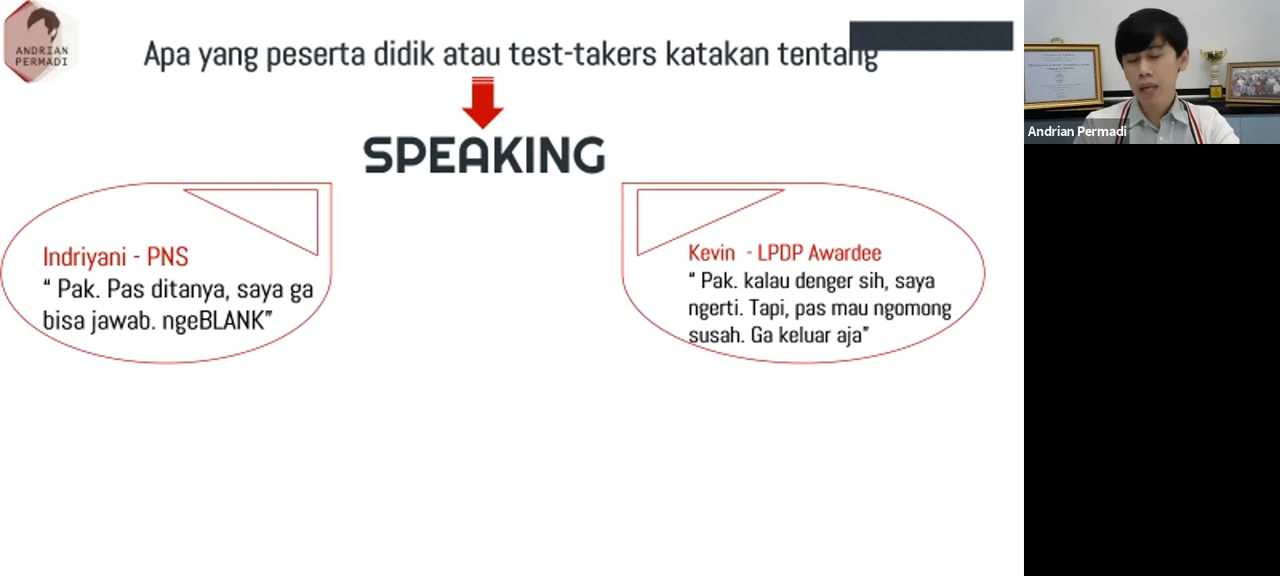 ANDRIAN
PERMADI
Apa yang peserta didik atau test-takers katakan tentang
SPEAKING
Indriyani - PNS
“ Pak. Pas ditanya, saya ga
bisa jawab. ngeBLANK”
Kevin - LPDP Awardee
“ Pak. kalau denger sih, saya
ngerti. Tapi, pas mau ngomong
susah. Ga keluar aja”
Andrian Permadi